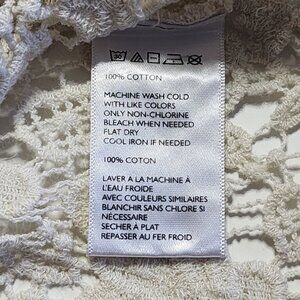 100% COTTON
MACHINE WASH COLD
WITH LIKE COLORS
ONLY NON-CHLORINE
BLEACH WHEN NEEDED
FLAT DRY
COOL IRON IF NEEDED
100% COTON
LAVER A LA MACHINE À
L'EAU FROIDE
AVEC COULEURS SIMILAIRES
BLANCHIR SANS CHLORE SI
NÉCESSAIRE
SECHER À PLAT
REPASSER AU FER FROID